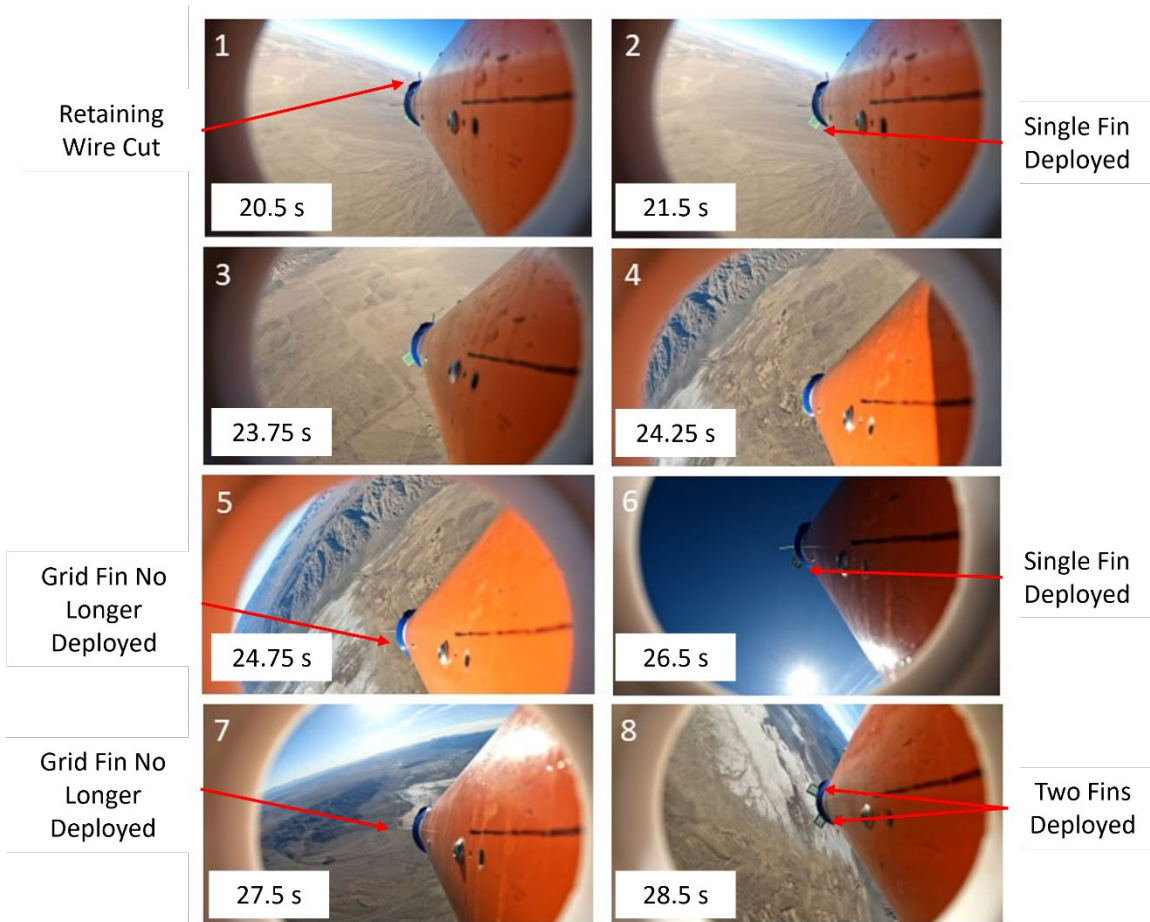 1
Retaining
Wire Cut
20.5 s
2
Single Fin
Deployed
21.5 s
3
23.75 s
4
24.25 s
5
Grid Fin No
Longer
Deployed
24.75 s
6
Single Fin
Deployed
26.5 s
7
Grid Fin No
Longer
Deployed
27.5 s
8
Two Fins
Deployed
28.5 s